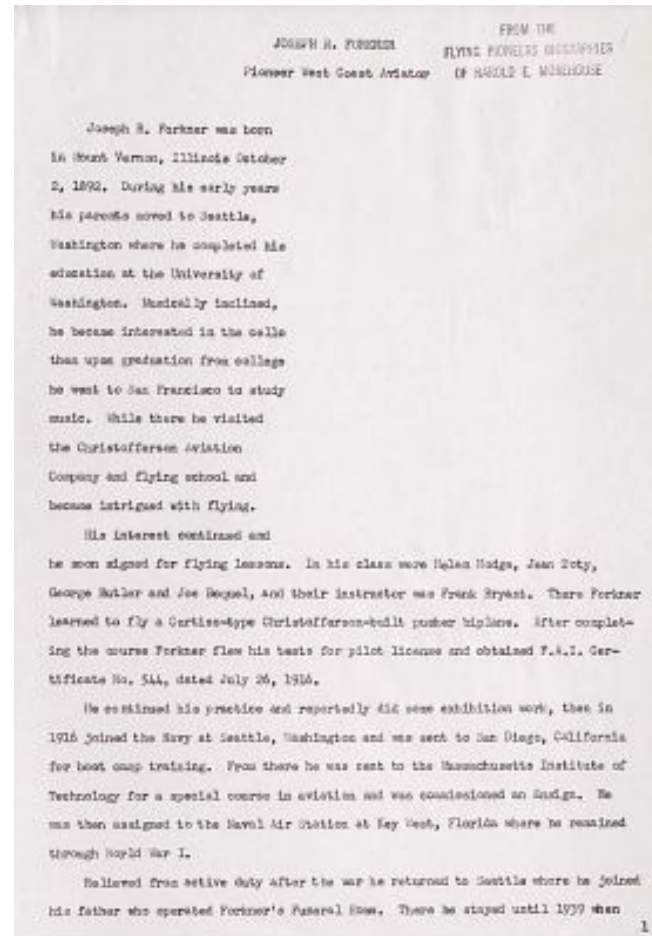 JOSEPH R. FORKNER
Pioneer West Coast Aviator
FROM THE
FLYING PIONEERS BIOGRAPHIES
OF HAROLD E. MOREHOUSE
Joseph R. Forkner was born
in Mount Vernon, Illinois October
2, 1892. During his early years
his parents moved to Seattle,
Washington where he completed his
education at the University of
Washington. Musically inclined,
he became interested in the cello
then upon graduation from college
he went to San Francisco to study
music. While there he visited
the Christofferson Aviation
Company and flying school and
became intrigued with flying.
His interest continued and
he soon signed for flying lessons. In his class were Helen Hodge, Jean Doty,
George Butler and Joe Boquel, and their instructor was Frank Bryant. There Forkner
learned to fly a Curtiss-type Christofferson-built pusher biplane. After complet-
ing the course Forkner flew his tests for pilot license and obtained F.A.I. Cer-
tificate No. 544, dated July 26, 1916.
He continued his practice and reportedly did some exhibition work, then in
1916 joined the Navy at Seattle, Washington and was sent to San Diego, California
for boot camp training. From there he was sent to the Massachusetts Institute of
Technology for a special course in aviation and was commissioned an Ensign. He
was then assigned to the Naval Air Station at Key West, Florida where he remained
through World War I.
Relieved from active duty after the war he returned to Seattle where he joined
his father who operated Forkner's Funeral Home. There he stayed until 1939 when
1